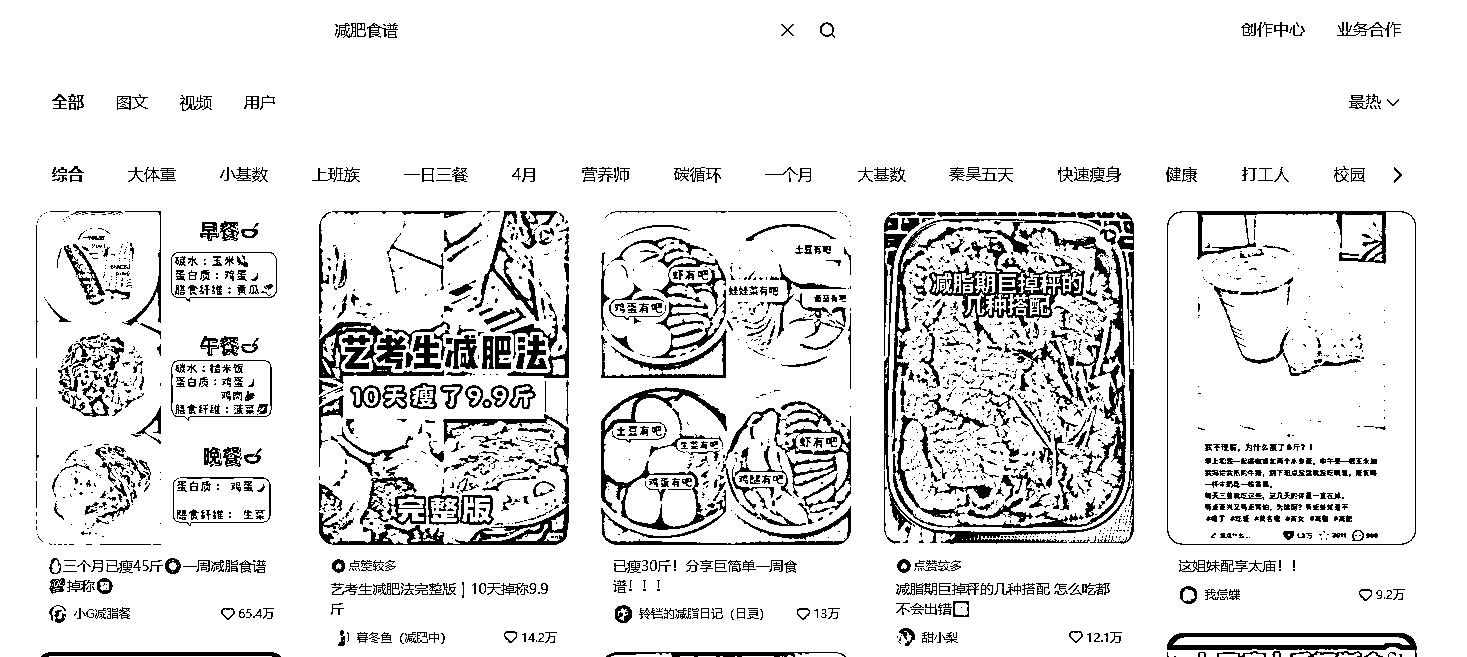 减肥食谱
创作中心 业务合作
全部 图文 视频 用户
最热
综合 大体重 小基数 上班族 一日三餐 4月 营养师 碳循环 一个月 大基数 秦昊五天 快速瘦身 健康 打工人 校园
早餐
碳水：玉米
蛋白质：鸡蛋
膳食纤维：黄瓜
午餐
碳水：糙米饭
蛋白质：鸡蛋
鸡肉
膳食纤维：菠菜
晚餐
蛋白质：鸡蛋
膳食纤维：生菜
三个月已瘦45斤 一周减脂食谱
掉称
小G减脂餐 65.4万
艺考生减肥法
10天瘦了9.9斤
完整版
点赞较多
艺考生减肥法完整版 | 10天掉称9.9
斤
暮冬鱼（减肥中） 14.2万
虾有吧
鸡蛋有吧
土豆有吧
娃娃菜有吧
土豆有吧
生菜有吧
鸡蛋有吧
虾有吧
鸡腿有吧
已瘦30斤！分享巨简单一周食
谱！！！
铃铛的减脂日记（日更） 13万
减脂期巨掉秤的
几种搭配
点赞较多
减脂期巨掉秤的几种搭配 怎么吃都
不会出错
甜小梨 12.1万
这姐妹配享太庙！！
9.2万